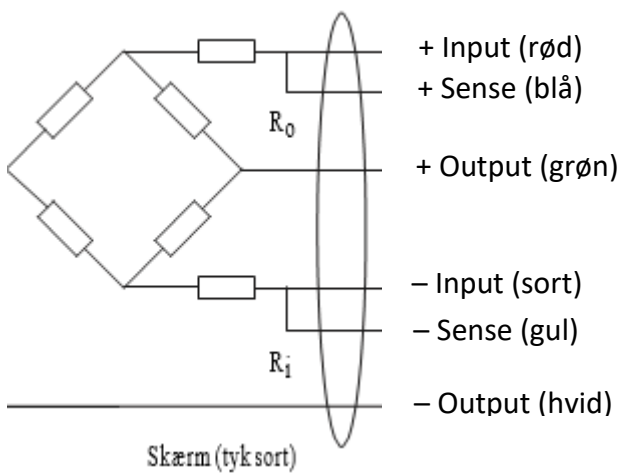 + Input (rød)
+ Sense (blå)
R₀
+ Output (grøn)
– Input (sort)
– Sense (gul)
Rᵢ
– Output (hvid)
Skærm (tyk sort)